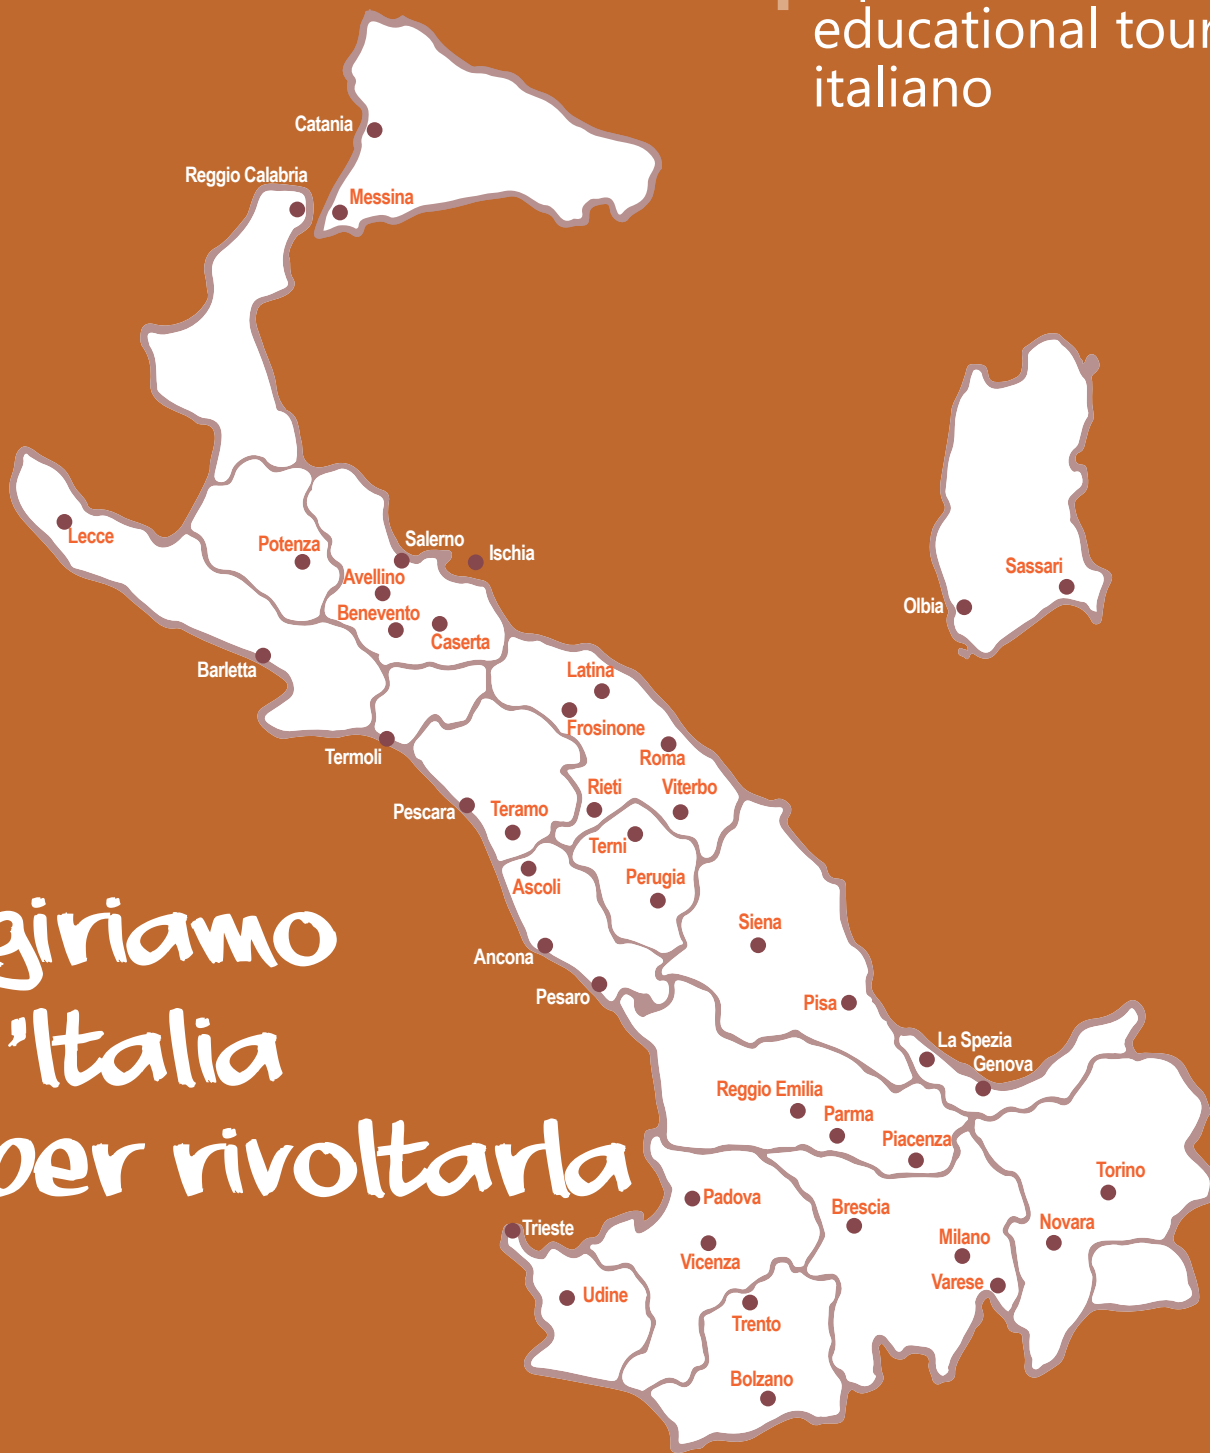 educational tour
italiano
Catania
Reggio Calabria
Messina
Lecce
Potenza
Salerno
Ischia
Avellino
Benevento
Caserta
Sassari
Olbia
Barletta
Latina
Frosinone
Termoli
Roma
Rieti
Viterbo
Pescara
Teramo
Terni
Ascoli
Perugia
giriamo
Siena
Ancona
Pesaro
Pisa
'Italia
La Spezia
Genova
Reggio Emilia
Parma
Piacenza
per rivoltarla
Torino
Padova
Brescia
Novara
Trieste
Milano
Vicenza
Varese
Udine
Trento
Bolzano